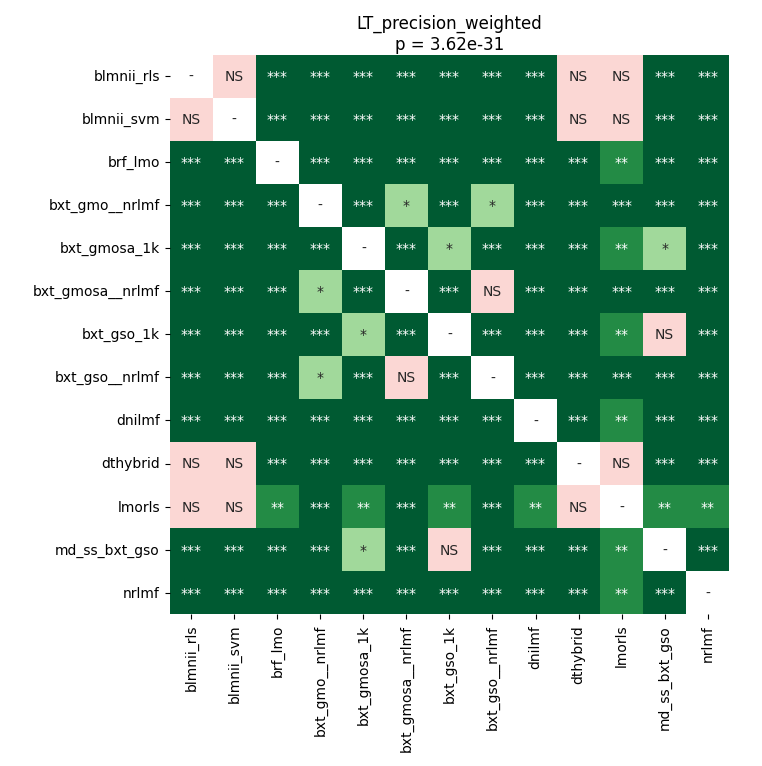 LT_precision_weighted
p = 3.62e-31
blmnii_rls - NS *** *** *** *** *** *** *** NS NS *** ***
blmnii_svm NS - *** *** *** *** *** *** *** NS NS *** ***
brf_lmo *** *** - *** *** *** *** *** *** *** ** *** ***
bxt_gmo__nrlmf *** *** *** - *** * *** * *** *** *** *** ***
bxt_gmosa_1k *** *** *** *** - *** * *** *** *** ** * ***
bxt_gmosa__nrlmf *** *** *** * *** - *** NS *** *** *** *** ***
bxt_gso_1k *** *** *** *** * *** - *** *** *** ** NS ***
bxt_gso__nrlmf *** *** *** * *** NS *** - *** *** *** *** ***
dnilmf *** *** *** *** *** *** *** *** - *** ** *** ***
dthybrid NS NS *** *** *** *** *** *** *** - NS *** ***
lmorls NS NS ** *** ** *** ** *** ** NS - ** **
md_ss_bxt_gso *** *** *** *** * *** NS *** *** *** ** - ***
nrlmf *** *** *** *** *** *** *** *** *** *** ** *** -
blmnii_rls blmnii_svm brf_lmo bxt_gmo__nrlmf bxt_gmosa_1k bxt_gmosa__nrlmf bxt_gso_1k bxt_gso__nrlmf dnilmf dthybrid lmorls md_ss_bxt_gso nrlmf